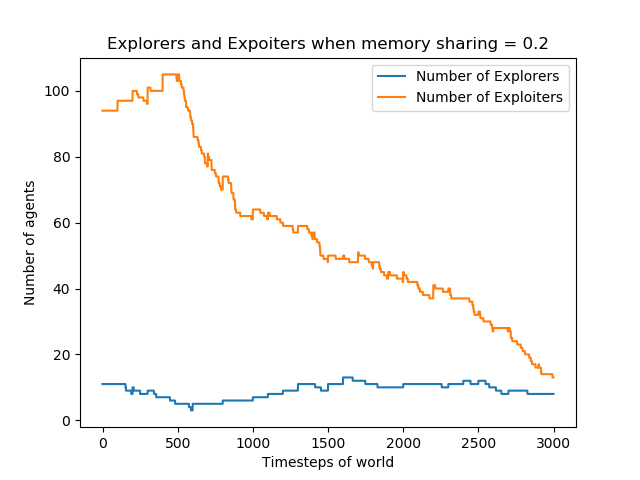 Explorers and Expoiters when memory sharing = 0.2
Number of Explorers
Number of Exploiters
Number of agents
100
80
60
40
20
0
0 500 1000 1500 2000 2500 3000
Timesteps of world